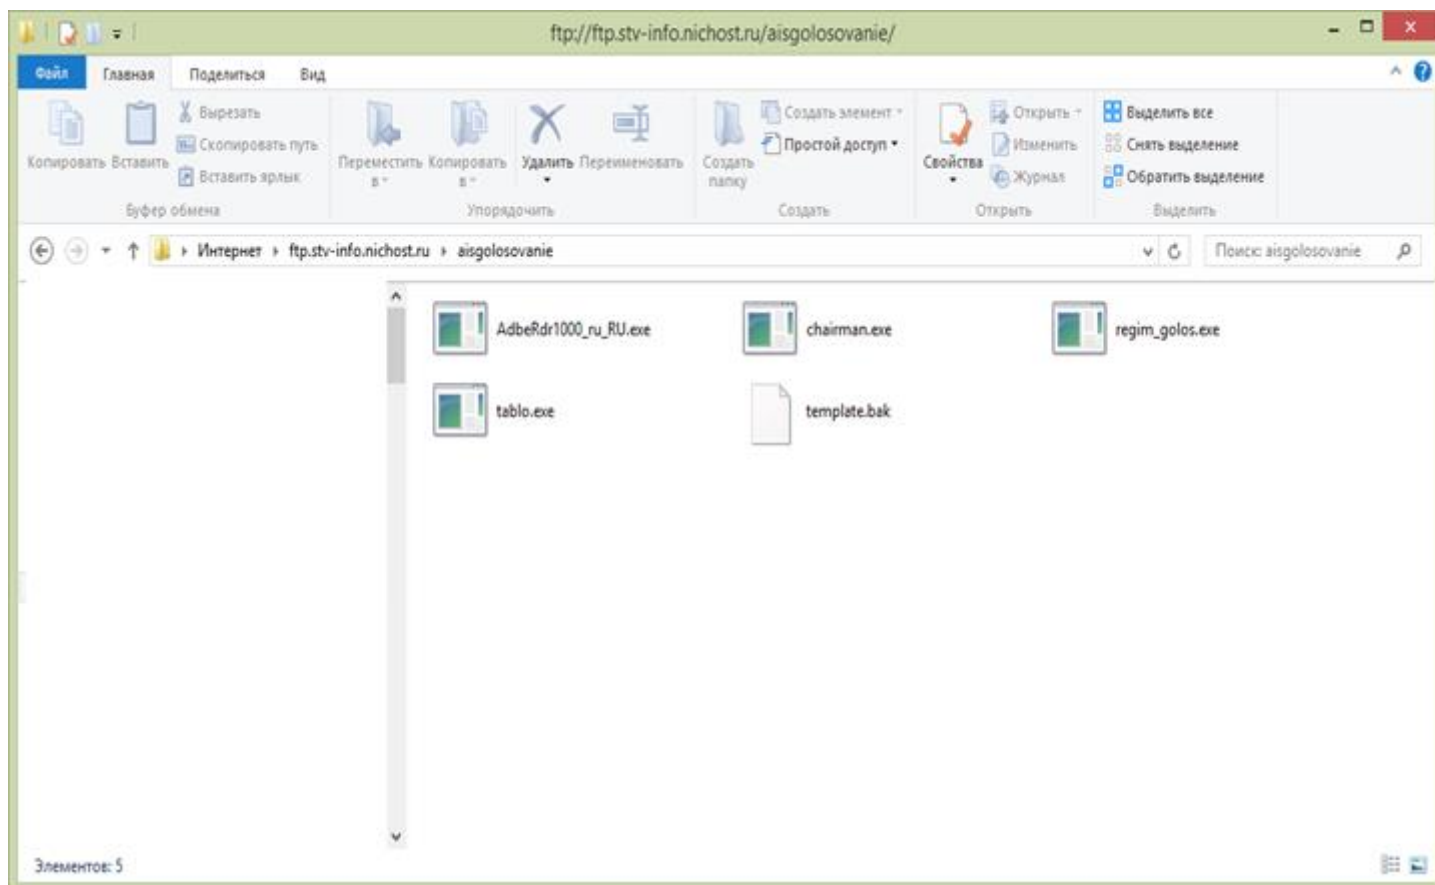 ftp://ftp.stv-info.nichost.ru/aisgolosovanie/
Файл Главная Поделиться Вид
Копировать Вставить Вырезать Скопировать путь Вставить ярлык
Переместить в Копировать в Удалить Переименовать
Создать папку Создать элемент Простой доступ
Свойства Открыть Изменить Журнал
Выделить все Снять выделение Обратить выделение
Буфер обмена Упорядочить Создать Открыть Выделить
Интернет ftp.stv-info.nichost.ru aisgolosovanie Поиск: aisgolosovanie
AdbeRdr1000_ru_RU.exe chairman.exe regim_golos.exe
tablo.exe template.bak
Элементов: 5